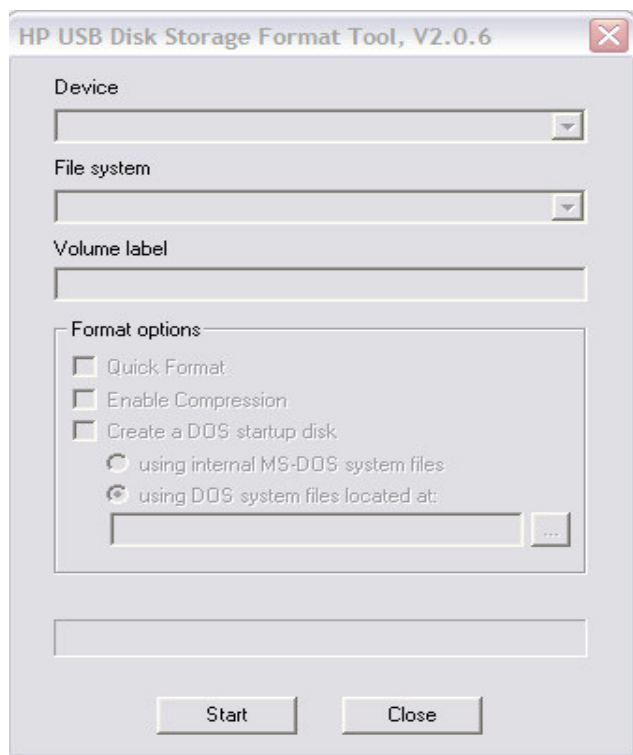 HP USB Disk Storage Format Tool, V2.0.6
Device
File system
Volume label
Format options
Quick Format
Enable Compression
Create a DOS startup disk
using internal MS-DOS system files
using DOS system files located at:
...
Start Close